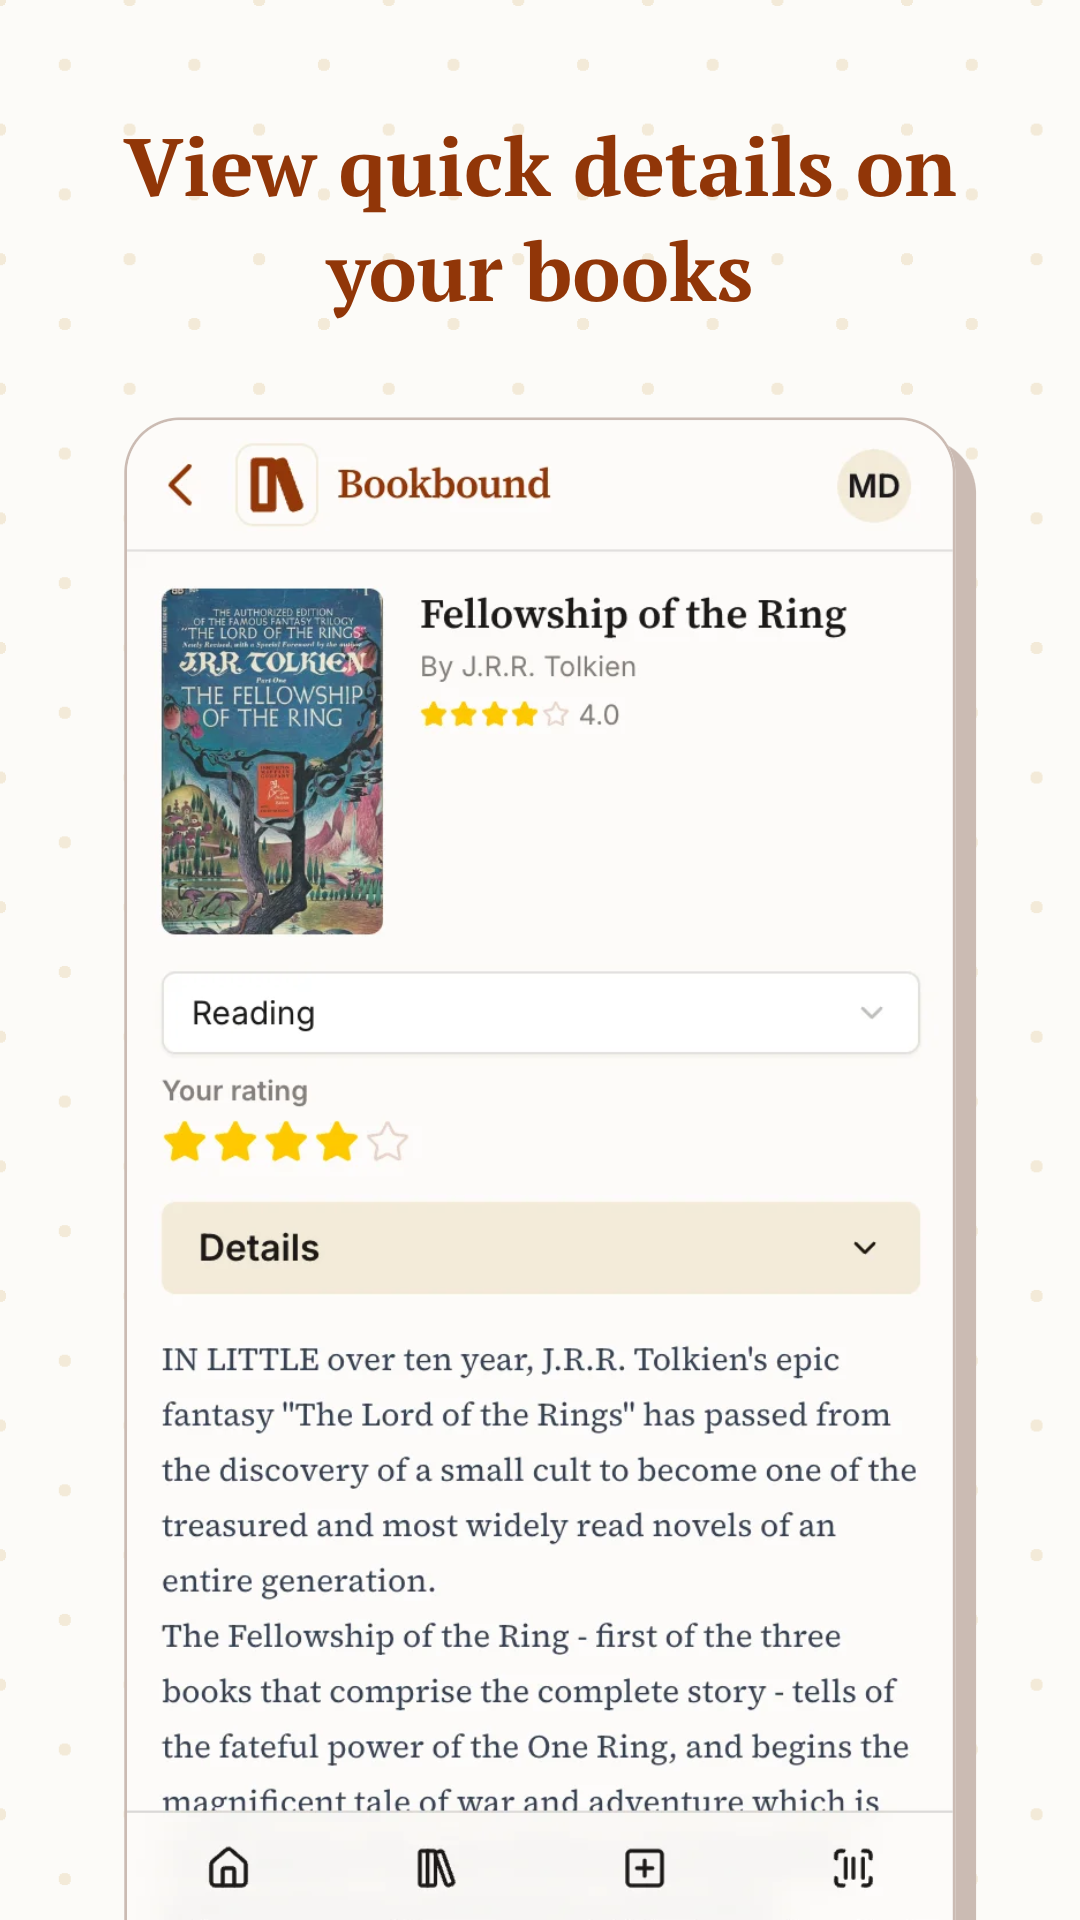 View quick details on
your books
Bookbound
MD
THE AUTHORIZED EDITION
OF THE FAMOUS FANTASY TRILOGY
"THE LORD OF THE RINGS"
Newly Revised, with a Special Foreword by the author
J.R.R. TOLKIEN
Part One
THE FELLOWSHIP
OF THE RING
Fellowship of the Ring
By J.R.R. Tolkien
4.0
Reading
Your rating
Details
IN LITTLE over ten year, J.R.R. Tolkien's epic
fantasy "The Lord of the Rings" has passed from
the discovery of a small cult to become one of the
treasured and most widely read novels of an
entire generation.
The Fellowship of the Ring - first of the three
books that comprise the complete story - tells of
the fateful power of the One Ring, and begins the
magnificent tale of war and adventure which is